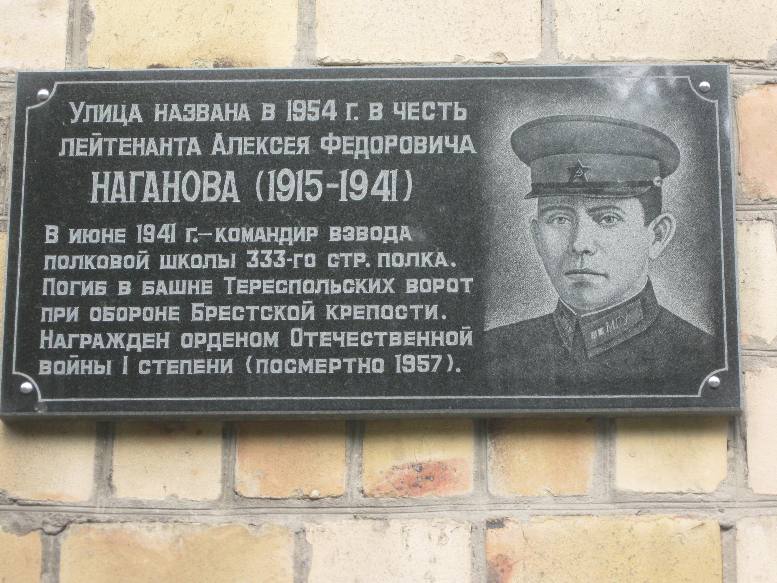 Улица названа в 1954 г. в честь
лейтенанта Алексея Федоровича
НАГАНОВА (1915-1941)
В июне 1941 г.–командир взвода
полковой школы 333-го стр. полка.
Погиб в башне Тереспольских ворот
при обороне Брестской крепости.
Награжден орденом Отечественной
войны I степени (посмертно 1957).